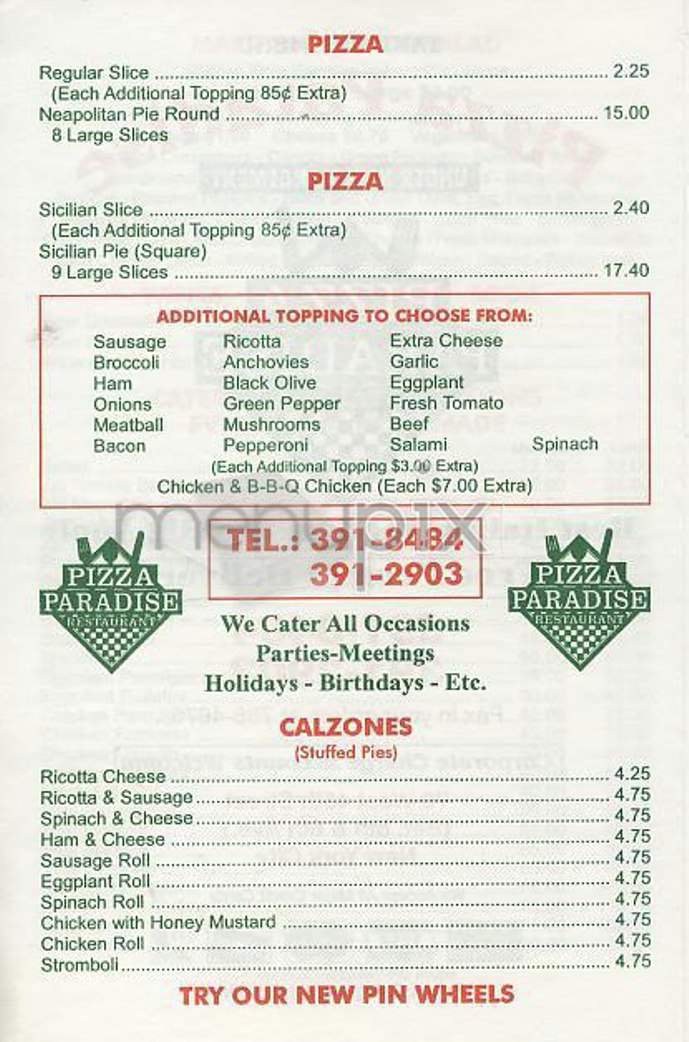 PIZZA
Regular Slice ........ 2.25
(Each Additional Topping 85¢ Extra)
Neapolitan Pie Round ........ 15.00
8 Large Slices
PIZZA
Sicilian Slice ........ 2.40
(Each Additional Topping 85¢ Extra)
Sicilian Pie (Square)
9 Large Slices ........ 17.40
ADDITIONAL TOPPING TO CHOOSE FROM:
Sausage Ricotta Extra Cheese
Broccoli Anchovies Garlic
Ham Black Olive Eggplant
Onions Green Pepper Fresh Tomato
Meatball Mushrooms Beef
Bacon Pepperoni Salami Spinach
(Each Additional Topping $3.00 Extra)
Chicken & B-B-Q Chicken (Each $7.00 Extra)
menupix
TEL.: 391-8484
391-2903
PIZZA
PARADISE
RESTAURANT
PIZZA
PARADISE
RESTAURANT
We Cater All Occasions
Parties-Meetings
Holidays - Birthdays - Etc.
CALZONES
(Stuffed Pies)
Ricotta Cheese ........ 4.25
Ricotta & Sausage ........ 4.75
Spinach & Cheese ........ 4.75
Ham & Cheese ........ 4.75
Sausage Roll ........ 4.75
Eggplant Roll ........ 4.75
Spinach Roll ........ 4.75
Chicken with Honey Mustard ........ 4.75
Chicken Roll ........ 4.75
Stromboli ........ 4.75
TRY OUR NEW PIN WHEELS